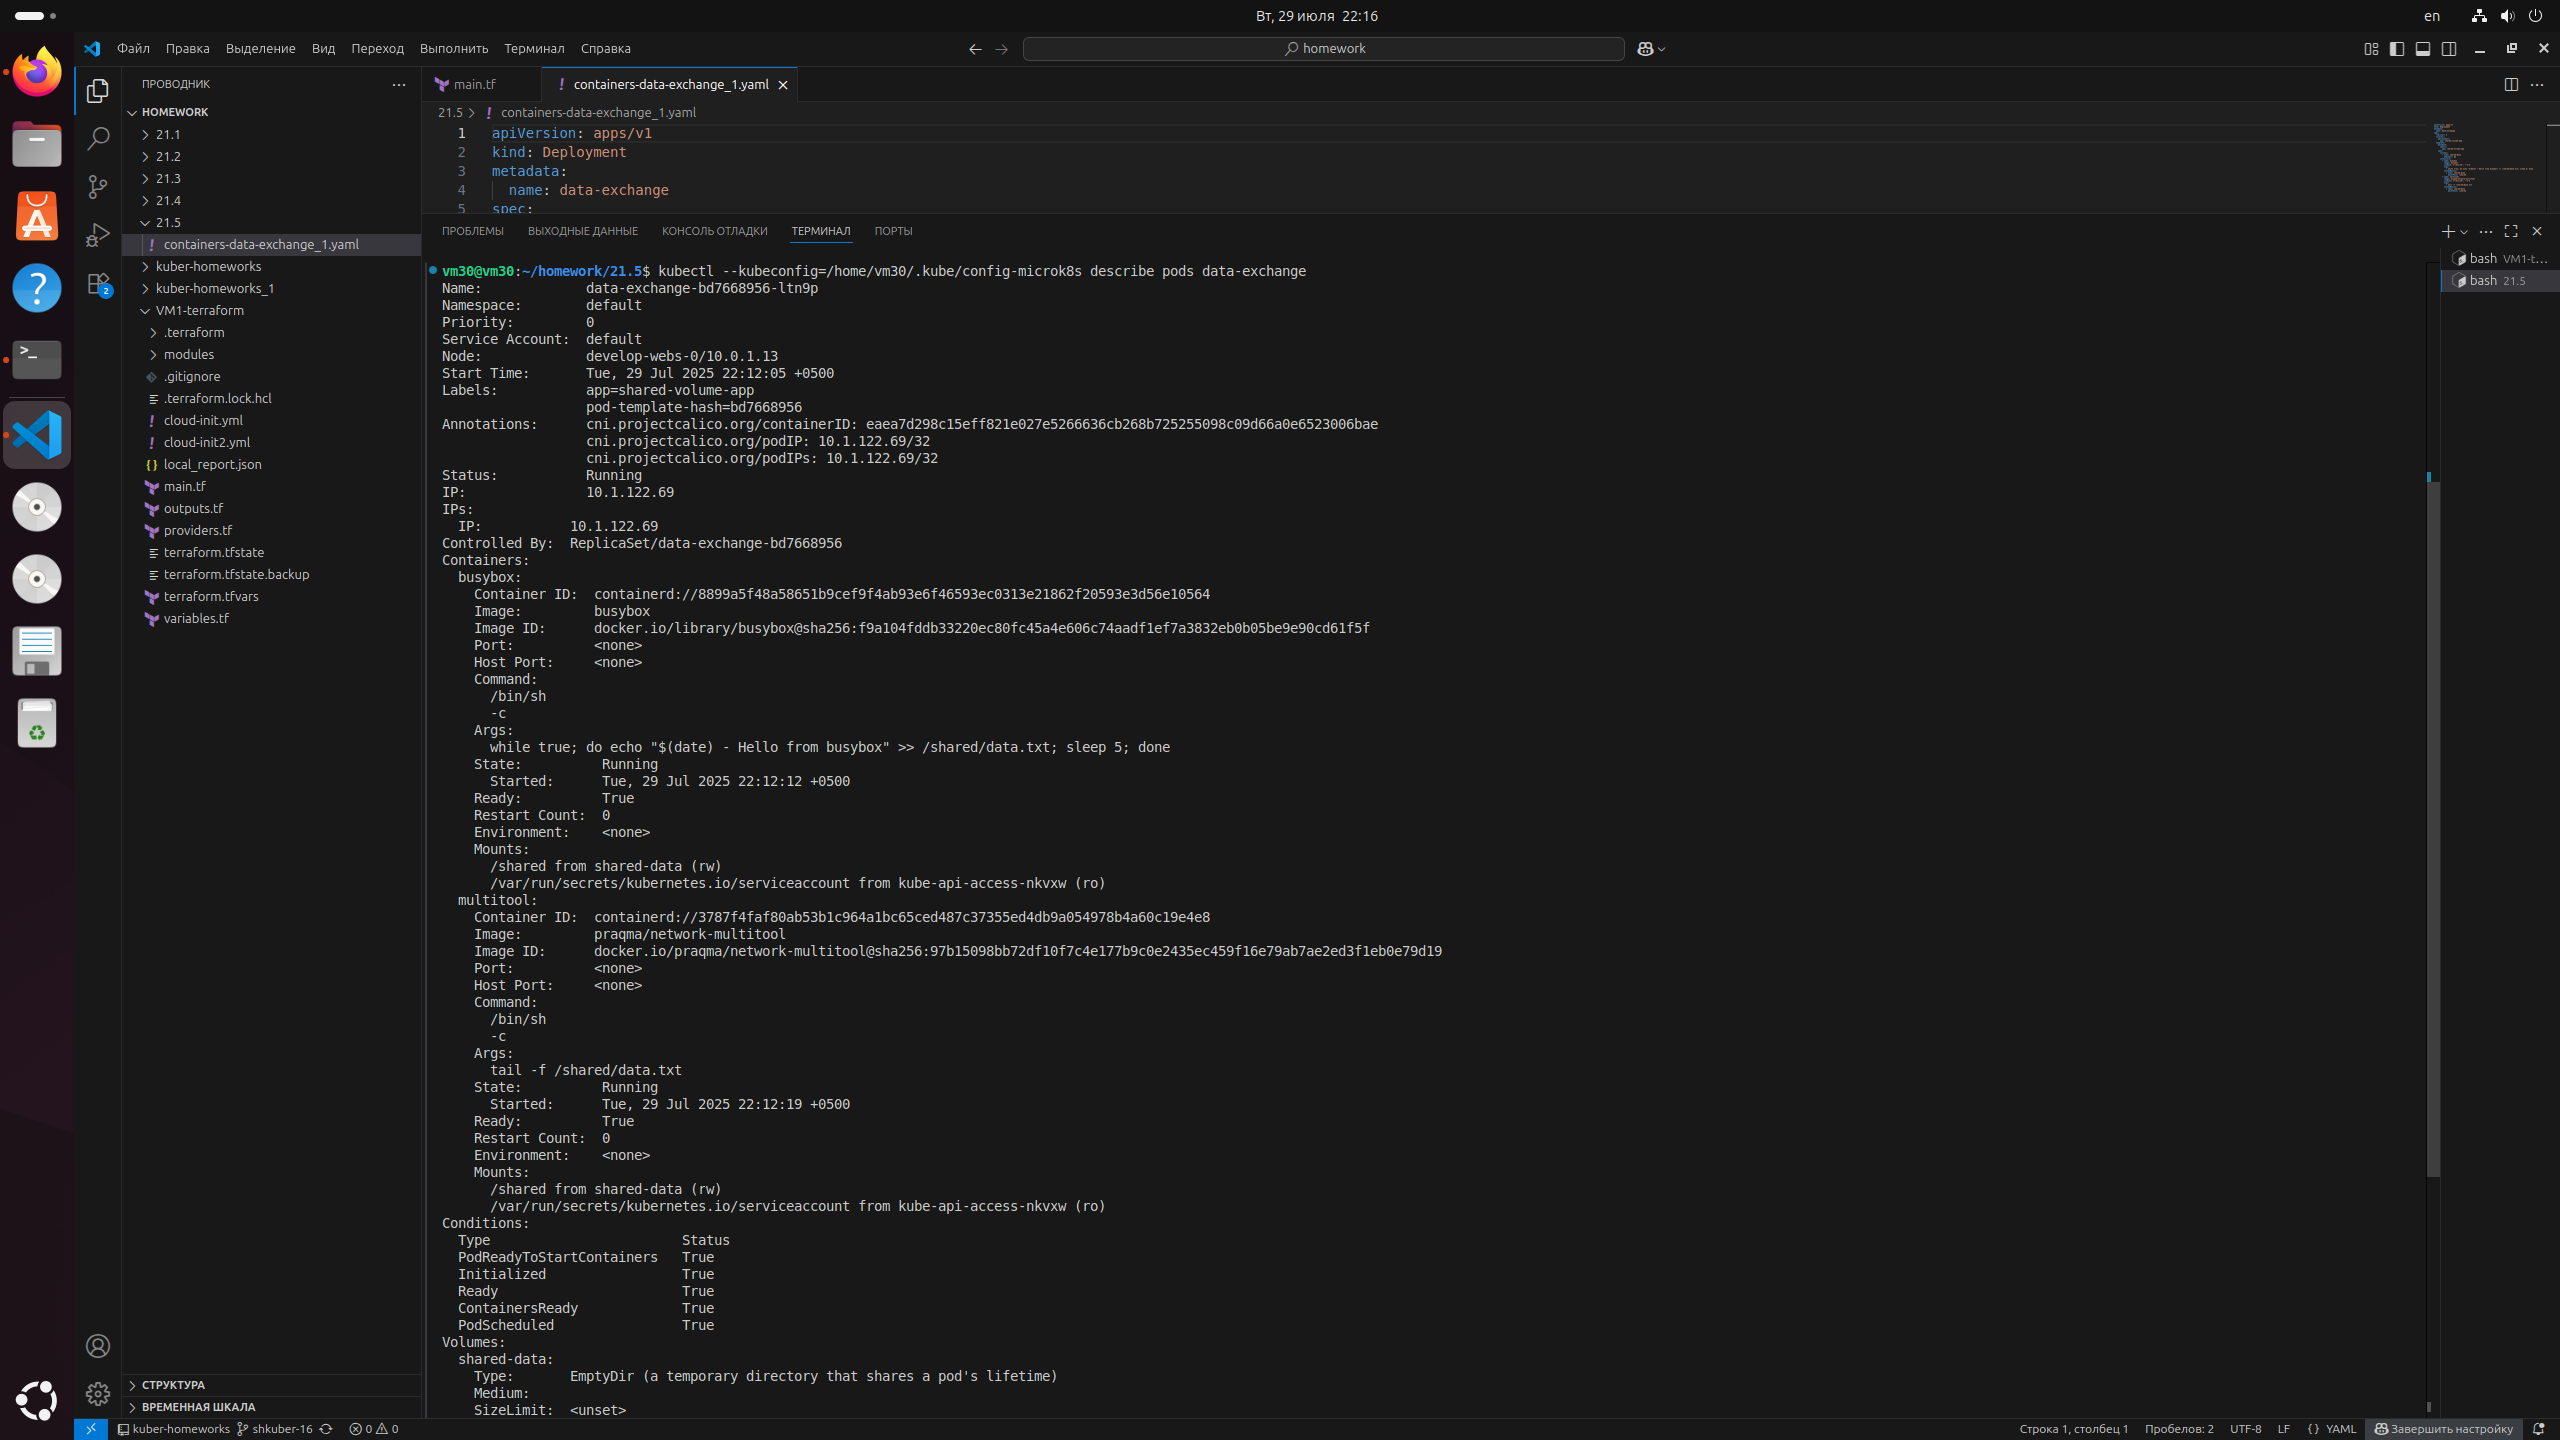 Вт, 29 июля 22:16
en
Файл Правка Выделение Вид Переход Выполнить Терминал Справка
homework
ПРОВОДНИК
HOMEWORK
21.1
21.2
21.3
21.4
21.5
containers-data-exchange_1.yaml
kuber-homeworks
kuber-homeworks_1
VM1-terraform
.terraform
modules
.gitignore
.terraform.lock.hcl
cloud-init.yml
cloud-init2.yml
local_report.json
main.tf
outputs.tf
providers.tf
terraform.tfstate
terraform.tfstate.backup
terraform.tfvars
variables.tf
СТРУКТУРА
ВРЕМЕННАЯ ШКАЛА
2
main.tf
containers-data-exchange_1.yaml
21.5 > containers-data-exchange_1.yaml
1 apiVersion: apps/v1
2 kind: Deployment
3 metadata:
4 name: data-exchange
5 spec:
ПРОБЛЕМЫ ВЫХОДНЫЕ ДАННЫЕ КОНСОЛЬ ОТЛАДКИ ТЕРМИНАЛ ПОРТЫ
bash VM1-t...
bash 21.5
vm30@vm30:~/homework/21.5$ kubectl --kubeconfig=/home/vm30/.kube/config-microk8s describe pods data-exchange
Name: data-exchange-bd7668956-ltn9p
Namespace: default
Priority: 0
Service Account: default
Node: develop-webs-0/10.0.1.13
Start Time: Tue, 29 Jul 2025 22:12:05 +0500
Labels: app=shared-volume-app
pod-template-hash=bd7668956
Annotations: cni.projectcalico.org/containerID: eaea7d298c15eff821e027e5266636cb268b725255098c09d66a0e6523006bae
cni.projectcalico.org/podIP: 10.1.122.69/32
cni.projectcalico.org/podIPs: 10.1.122.69/32
Status: Running
IP: 10.1.122.69
IPs:
IP: 10.1.122.69
Controlled By: ReplicaSet/data-exchange-bd7668956
Containers:
busybox:
Container ID: containerd://8899a5f48a58651b9cef9f4ab93e6f46593ec0313e21862f20593e3d56e10564
Image: busybox
Image ID: docker.io/library/busybox@sha256:f9a104fddb33220ec80fc45a4e606c74aadf1ef7a3832eb0b05be9e90cd61f5f
Port: <none>
Host Port: <none>
Command:
/bin/sh
-c
Args:
while true; do echo "$(date) - Hello from busybox" >> /shared/data.txt; sleep 5; done
State: Running
Started: Tue, 29 Jul 2025 22:12:12 +0500
Ready: True
Restart Count: 0
Environment: <none>
Mounts:
/shared from shared-data (rw)
/var/run/secrets/kubernetes.io/serviceaccount from kube-api-access-nkvxw (ro)
multitool:
Container ID: containerd://3787f4faf80ab53b1c964a1bc65ced487c37355ed4db9a054978b4a60c19e4e8
Image: praqma/network-multitool
Image ID: docker.io/praqma/network-multitool@sha256:97b15098bb72df10f7c4e177b9c0e2435ec459f16e79ab7ae2ed3f1eb0e79d19
Port: <none>
Host Port: <none>
Command:
/bin/sh
-c
Args:
tail -f /shared/data.txt
State: Running
Started: Tue, 29 Jul 2025 22:12:19 +0500
Ready: True
Restart Count: 0
Environment: <none>
Mounts:
/shared from shared-data (rw)
/var/run/secrets/kubernetes.io/serviceaccount from kube-api-access-nkvxw (ro)
Conditions:
Type Status
PodReadyToStartContainers True
Initialized True
Ready True
ContainersReady True
PodScheduled True
Volumes:
shared-data:
Type: EmptyDir (a temporary directory that shares a pod's lifetime)
Medium:
SizeLimit: <unset>
kuber-homeworks shkuber-16 0 0
Строка 1, столбец 1 Пробелов: 2 UTF-8 LF {} YAML Завершить настройку